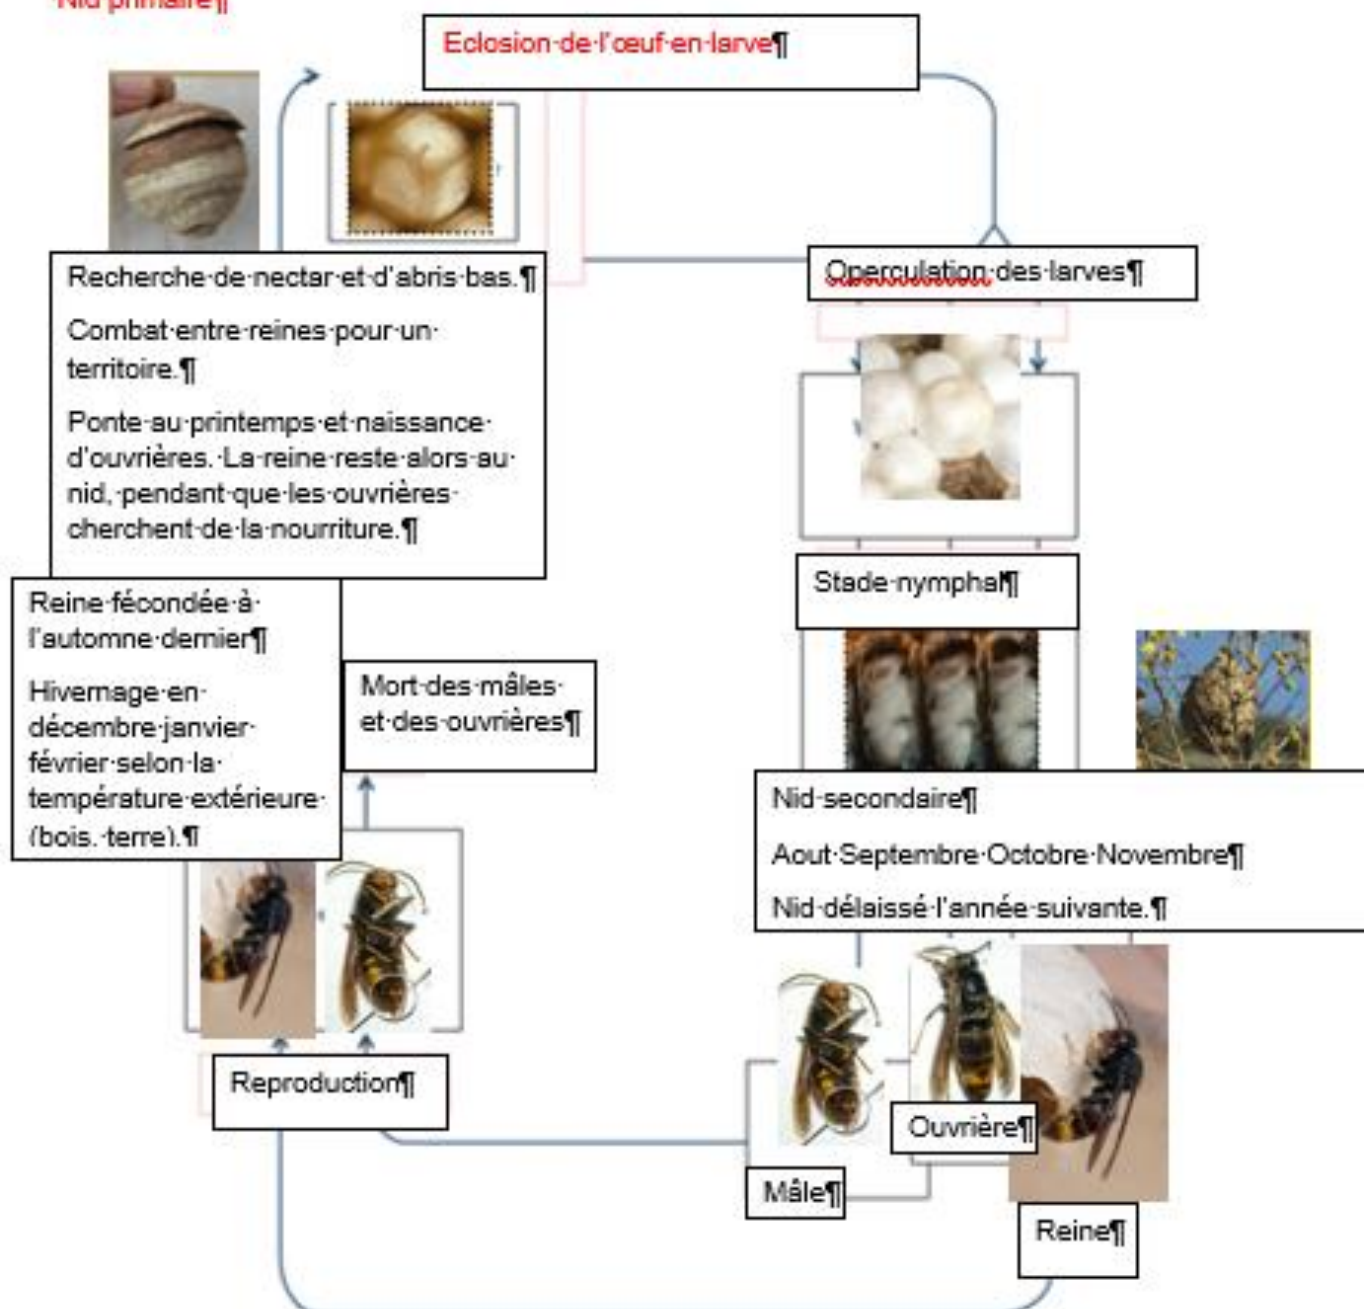 Nid primaire¶
Eclosion·de·l'œuf·en·larve¶
Recherche·de·nectar·et·d'abris·bas.¶
Combat·entre·reines·pour·un·
territoire.¶
Ponte·au·printemps·et·naissance·
d'ouvrières.·La·reine·reste·alors·au·
nid,·pendant·que·les·ouvrières·
cherchent·de·la·nourriture.¶
Reine·fécondée·à·
l'automne·dernier¶
Hivernage·en·
décembre·janvier·
février·selon·la·
température·extérieure·
(bois,·terre).¶
Mort·des·mâles·
et·des·ouvrières¶
Operculation·des·larves¶
Stade·nymphal¶
Nid·secondaire¶
Aout·Septembre·Octobre·Novembre¶
Nid·délaissé·l'année·suivante.¶
Reproduction¶
Mâle¶
Ouvrière¶
Reine¶